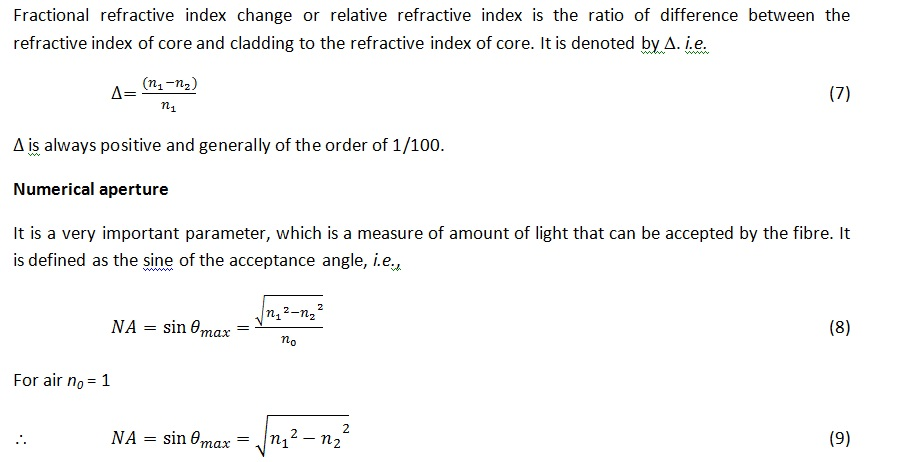 Fractional refractive index change or relative refractive index is the ratio of difference between the
refractive index of core and cladding to the refractive index of core. It is denoted by Δ. i.e.
Δ= (n₁−n₂)/n₁ (7)
Δ is always positive and generally of the order of 1/100.
Numerical aperture
It is a very important parameter, which is a measure of amount of light that can be accepted by the fibre. It
is defined as the sine of the acceptance angle, i.e.,
NA = sin θₘₐₓ = √(n₁²−n₂²)/n₀ (8)
For air n₀ = 1
∴ NA = sin θₘₐₓ = √(n₁² − n₂²) (9)